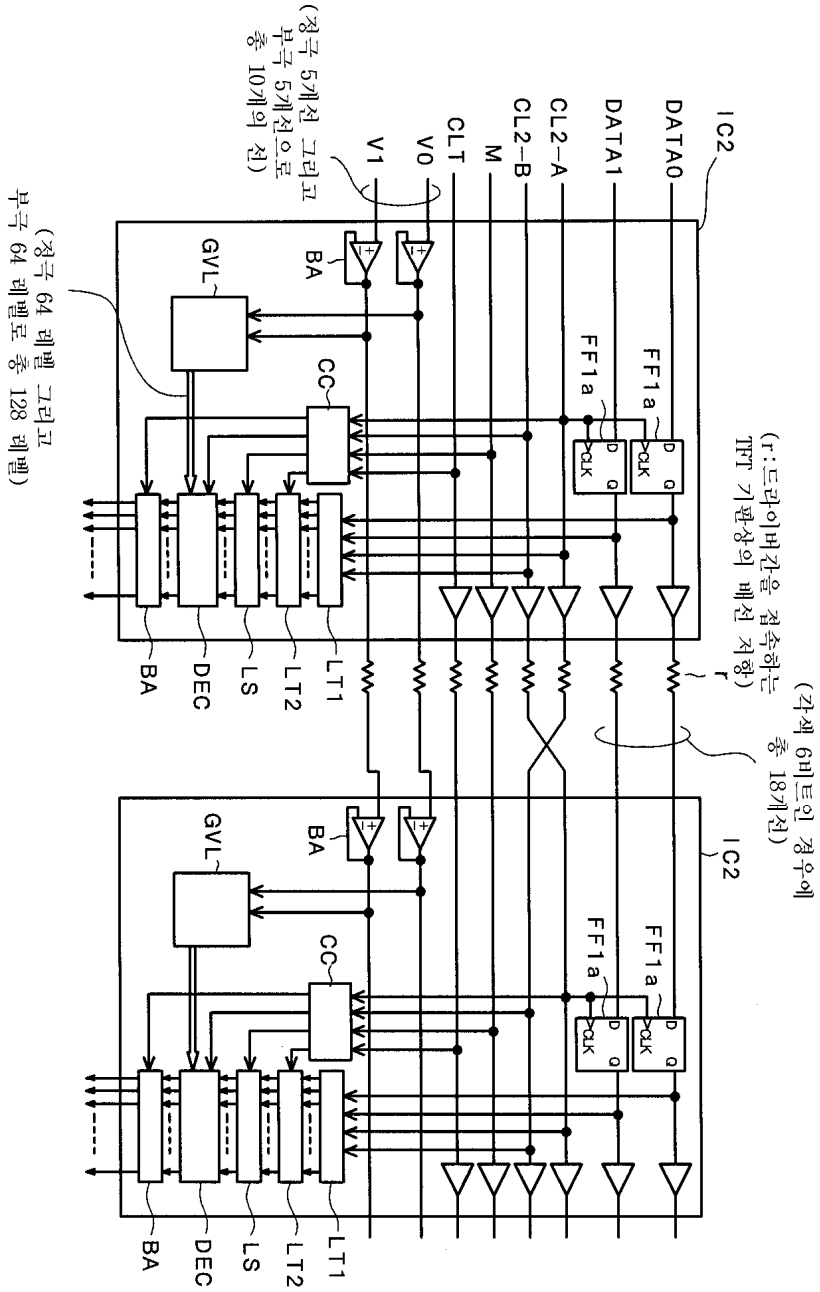 (각색 6비트인 경우에
총 18개선)
(r:드라이버간을 접속하는
TFT 기판상의 배선 저항)
IC2
r
IC2
DATA0
DATA1
CL2-A
CL2-B
M
CLT
V0
V1
(정극 5개선 그리고
부극 5개선으로
총 10개의 선)
FF1a
D
Q
CLK
FF1a
D
Q
CLK
BA
+
−
+
−
GVL
CC
LT1
LT2
LS
DEC
BA
(정극 64 레벨 그리고
부극 64 레벨로 총 128 레벨)
FF1a
D
Q
CLK
FF1a
D
Q
CLK
BA
+
−
+
−
GVL
CC
LT1
LT2
LS
DEC
BA